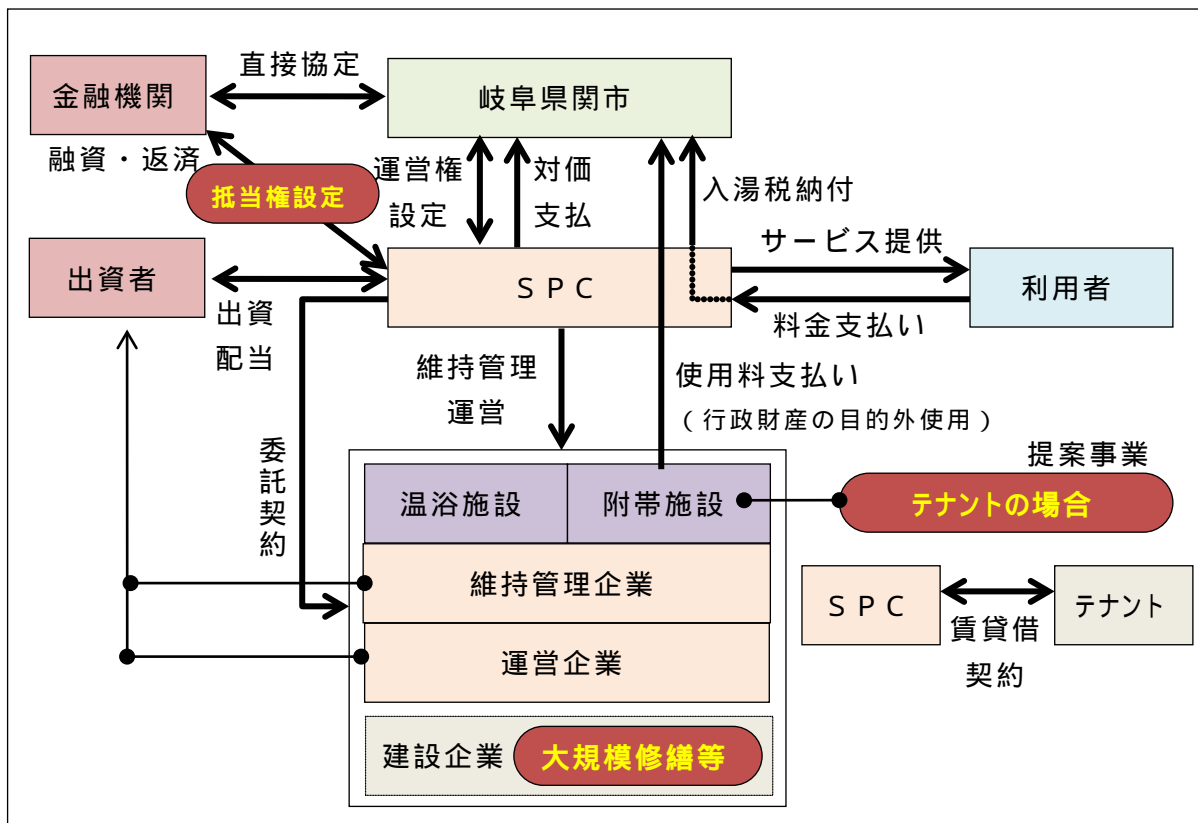 直接協定
金融機関
岐阜県関市
融資・返済
抵当権設定
運営権
設定
対価
支払
入湯税納付
サービス提供
出資者
ＳＰＣ
利用者
出資
配当
料金支払い
維持管理
運営
使用料支払い
（行政財産の目的外使用）
委託契約
提案事業
温浴施設
附帯施設
テナントの場合
維持管理企業
ＳＰＣ
テナント
賃貸借
契約
運営企業
建設企業
大規模修繕等